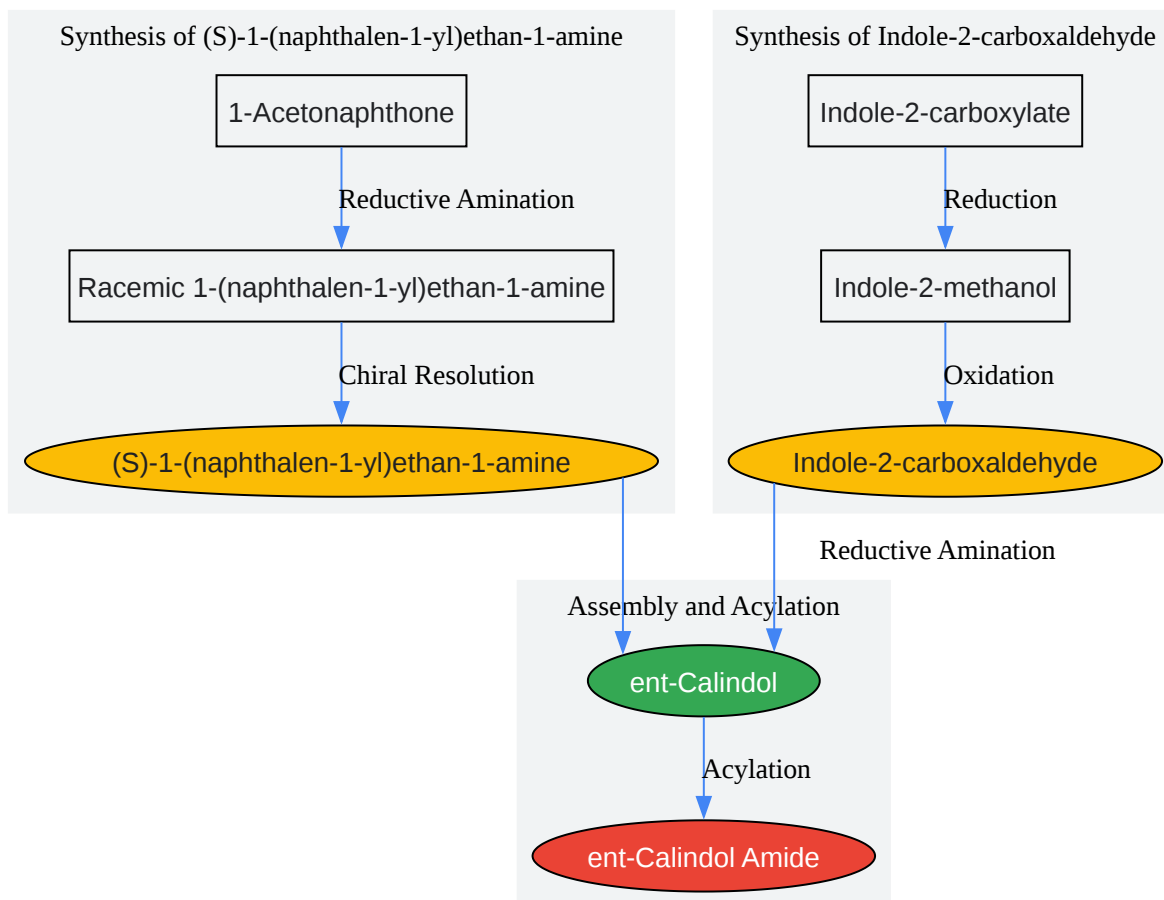 Synthesis of (S)-1-(naphthalen-1-yl)ethan-1-amine
1-Acetonaphthone
Reductive Amination
Racemic 1-(naphthalen-1-yl)ethan-1-amine
Chiral Resolution
(S)-1-(naphthalen-1-yl)ethan-1-amine
Synthesis of Indole-2-carboxaldehyde
Indole-2-carboxylate
Reduction
Indole-2-methanol
Oxidation
Indole-2-carboxaldehyde
Reductive Amination
Assembly and Acylation
ent-Calindol
Acylation
ent-Calindol Amide